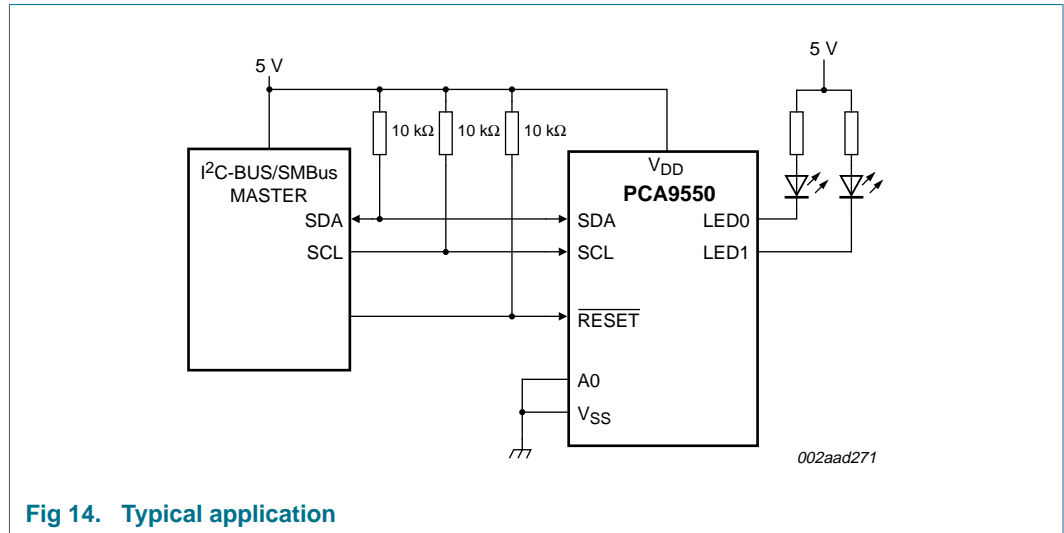 5 V
5 V
10 kΩ 10 kΩ 10 kΩ
I²C-BUS/SMBus
MASTER
SDA
SCL
VDD
PCA9550
SDA
SCL
RESET
A0
VSS
LED0
LED1
002aad271
Fig 14. Typical application